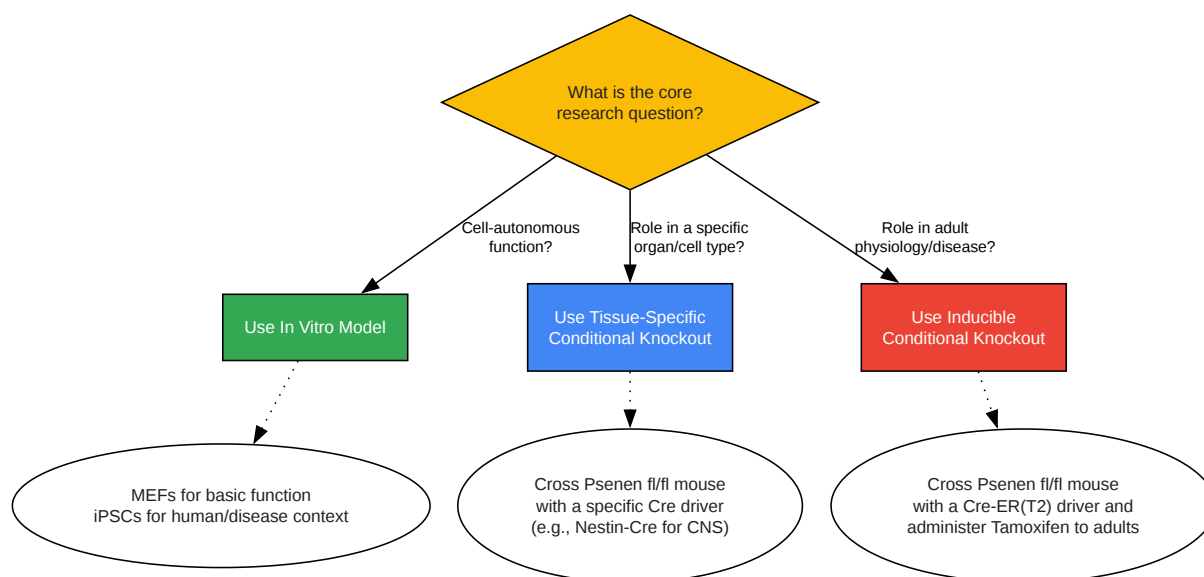 What is the core
research question?
Cell-autonomous
function?
Role in a specific
organ/cell type?
Role in adult
physiology/disease?
Use In Vitro Model
Use Tissue-Specific
Conditional Knockout
Use Inducible
Conditional Knockout
MEFs for basic function
iPSCs for human/disease context
Cross Psenen fl/fl mouse
with a specific Cre driver
(e.g., Nestin-Cre for CNS)
Cross Psenen fl/fl mouse
with a Cre-ER(T2) driver and
administer Tamoxifen to adults